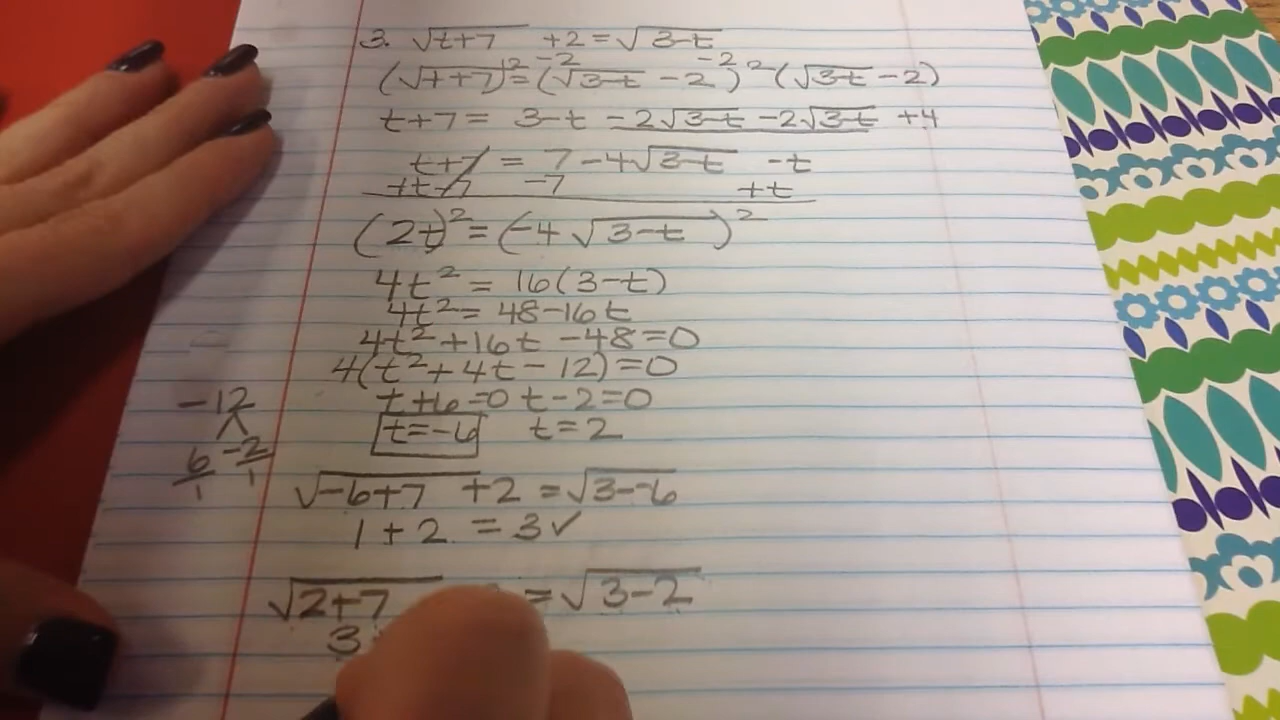 3. √t+7 +2 = √3-t
-2 -2
(√t+7)² = (√3-t -2)² (√3-t -2)
t+7 = 3-t -2√3-t -2√3-t +4
t+7 = 7-4√3-t -t
+t-7 -7 +t
(2t)² = (-4√3-t)²
4t² = 16(3-t)
4t² = 48-16t
4t²+16t-48=0
4(t²+4t-12)=0
t+6=0 t-2=0
t=-6 t=2
-12
6 -2
1 1
√-6+7 +2 = √3--6
1+2 = 3✓
√2+7 = √3-2
3